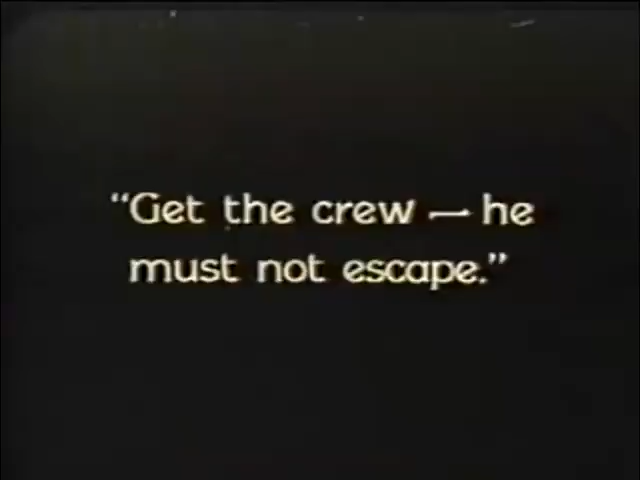 “Get the crew — he
must not escape.”